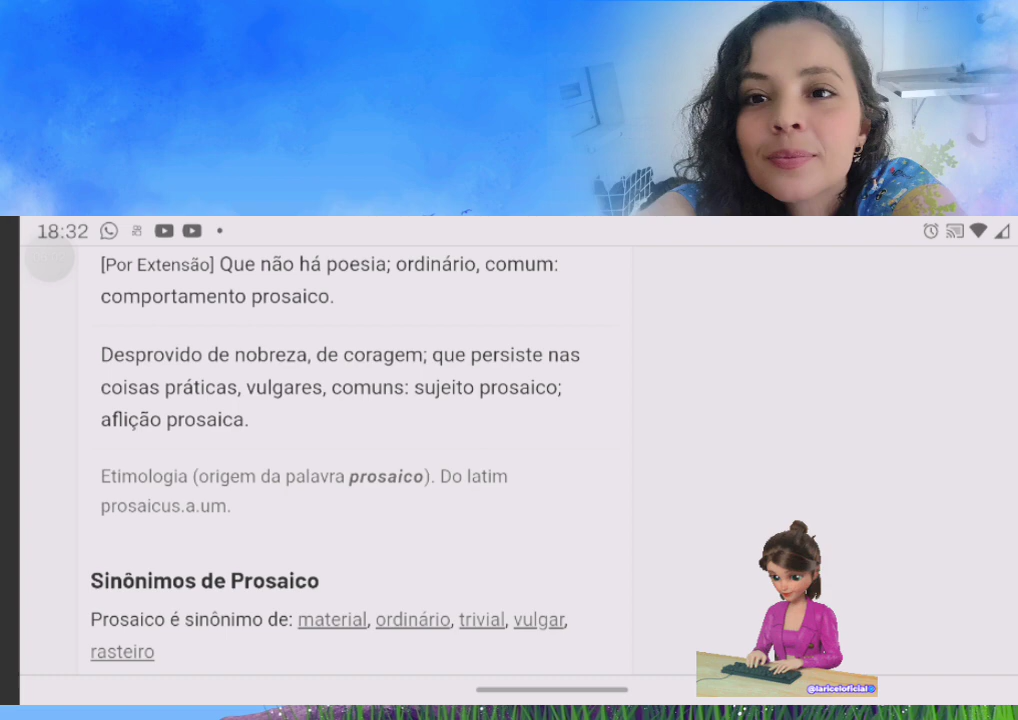 18:32
[Por Extensão] Que não há poesia; ordinário, comum:
comportamento prosaico.
Desprovido de nobreza, de coragem; que persiste nas
coisas práticas, vulgares, comuns: sujeito prosaico;
aflição prosaica.
Etimologia (origem da palavra prosaico). Do latim
prosaicus.a.um.
Sinônimos de Prosaico
Prosaico é sinônimo de: material, ordinário, trivial, vulgar,
rasteiro
@lariceloficial